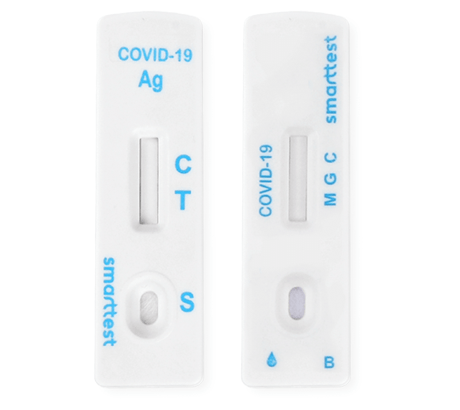 COVID-19
Ag
C
T
S
smarttest
smarttest
COVID-19
M G C
B